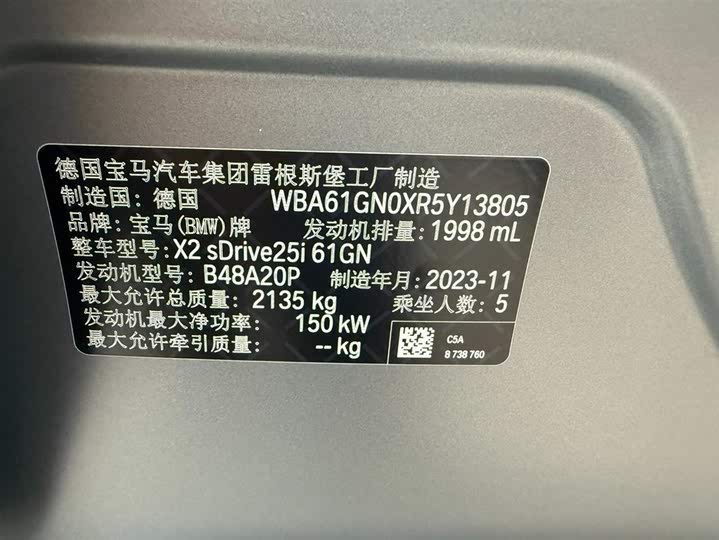 德国宝马汽车集团雷根斯堡工厂制造
制造国: 德国 WBA61GN0XR5Y13805
品牌: 宝马(BMW)牌 发动机排量: 1998 mL
整车型号: X2 sDrive25i 61GN
发动机型号: B48A20P 制造年月: 2023-11
最大允许总质量: 2135 kg 乘坐人数: 5
发动机最大净功率: 150 kW
最大允许牵引质量: -- kg
C5A
8 738 760